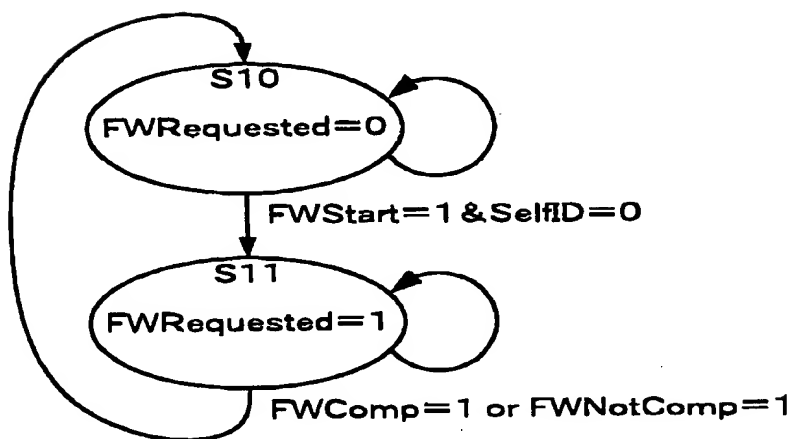 S10
FWRequested=0
FWStart=1 &SelfID=0
S11
FWRequested=1
FWComp=1 or FWNotComp=1